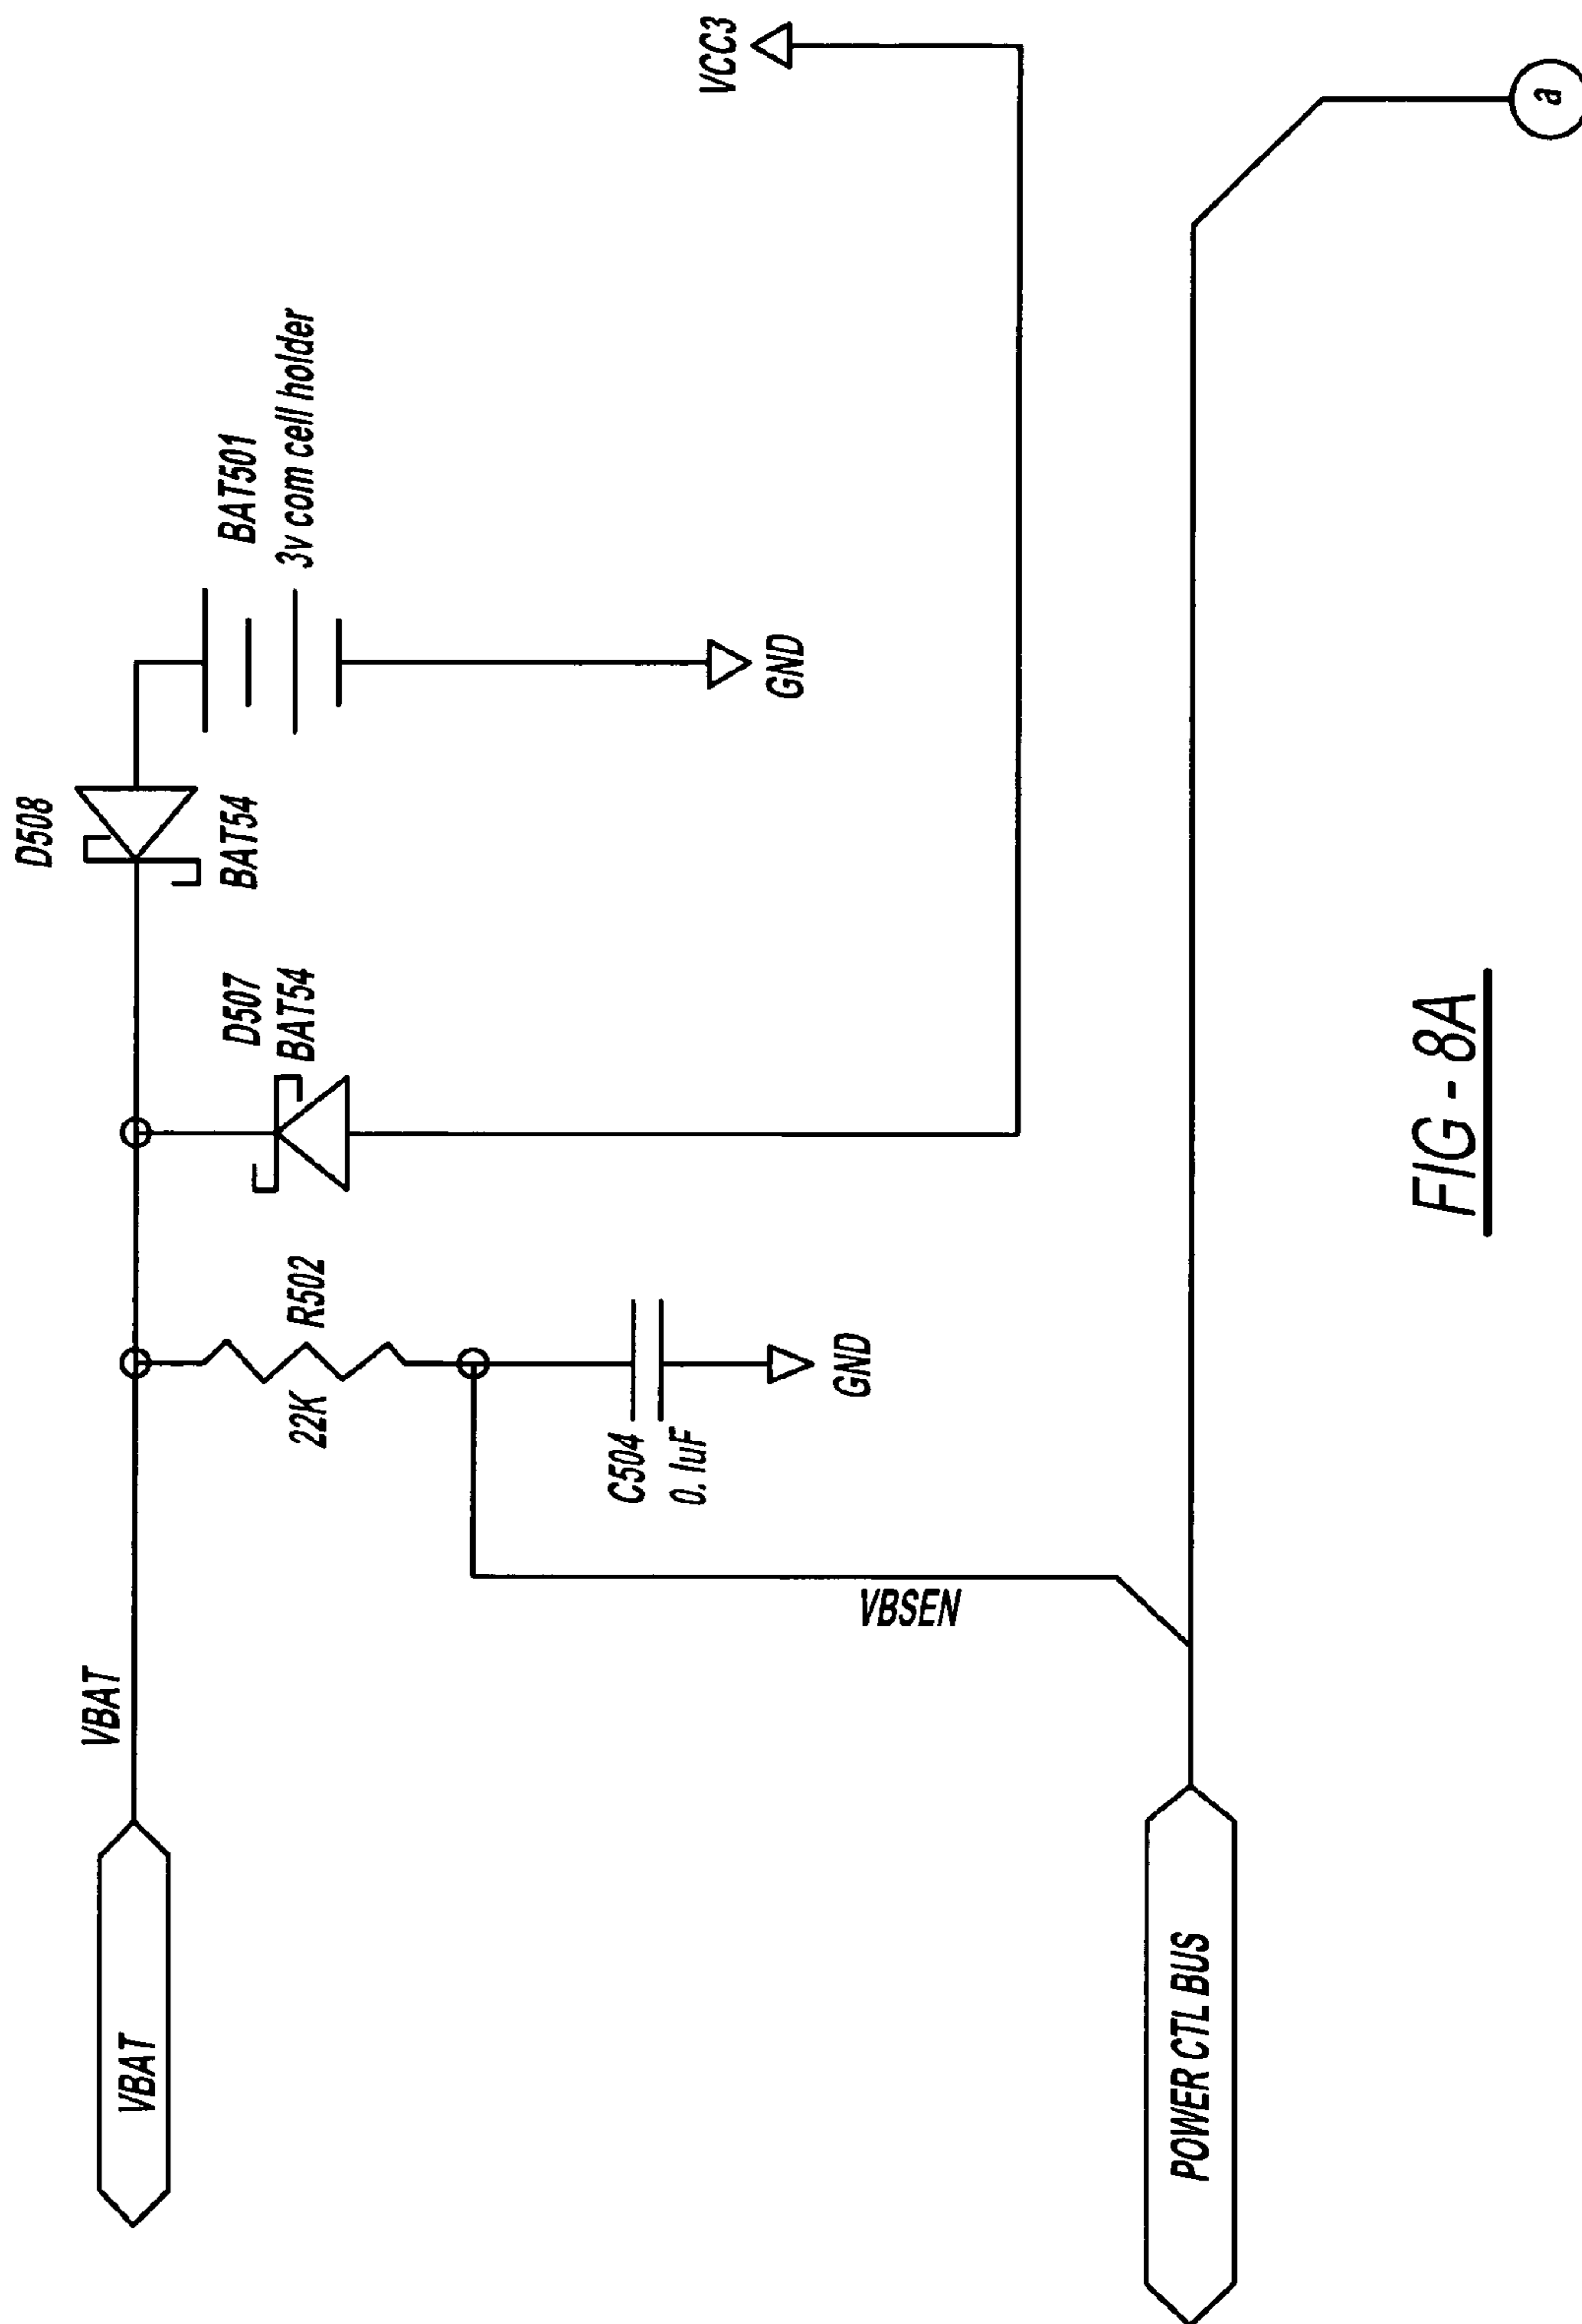 D508
VBAT
VBAT
BAT54
BAT501
3v com cell holder
D507
BAT54
22K
R502
C504
0.1uF
GND
GND
VCC3
VBSEN
POWER CTL BUS
FIG - 8A
a